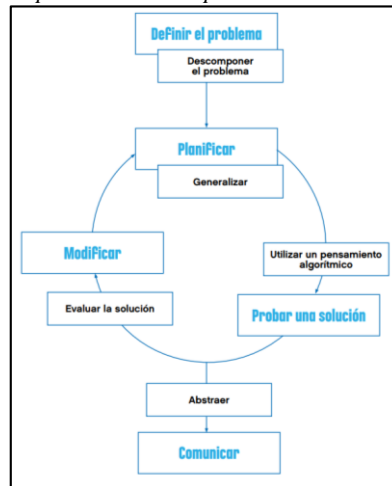 Definir el problema
Descomponer
el problema
Planificar
Generalizar
Modificar
Utilizar un pensamiento
algorítmico
Evaluar la solución
Probar una solución
Abstraer
Comunicar